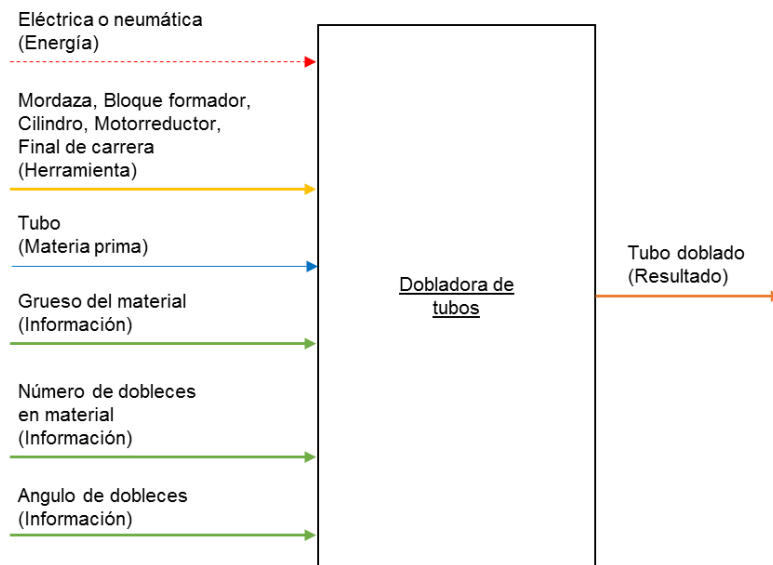 Eléctrica o neumática
(Energía)
Mordaza, Bloque formador,
Cilindro, Motorreductor,
Final de carrera
(Herramienta)
Tubo
(Materia prima)
Grueso del material
(Información)
Número de dobleces
en material
(Información)
Angulo de dobleces
(Información)
Dobladora de
tubos
Tubo doblado
(Resultado)